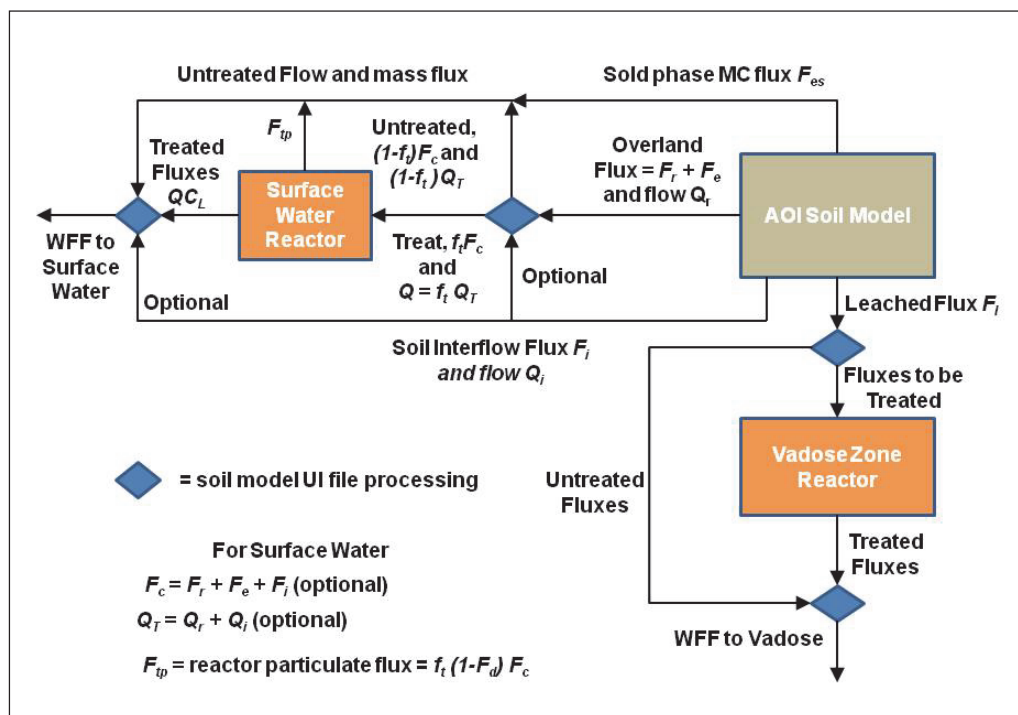 Untreated Flow and mass flux
Sold phase MC flux Fes
Ftp
Untreated,
(1-ft)Fc and
(1-ft)QT
Overland
Flux = Fr + Fe
and flow Qr
Treated
Fluxes
QCL
Surface
Water
Reactor
AOI Soil Model
WFF to
Surface
Water
Treat, ftFc
and
Q = ft QT
Optional
Optional
Leached Flux Fl
Soil Interflow Flux Fi
and flow Qi
Fluxes to be
Treated
Vadose Zone
Reactor
Untreated
Fluxes
= soil model UI file processing
Treated
Fluxes
For Surface Water
Fc = Fr + Fe + Fi (optional)
QT = Qr + Qi (optional)
WFF to Vadose
Ftp = reactor particulate flux = ft (1-Fd) Fc